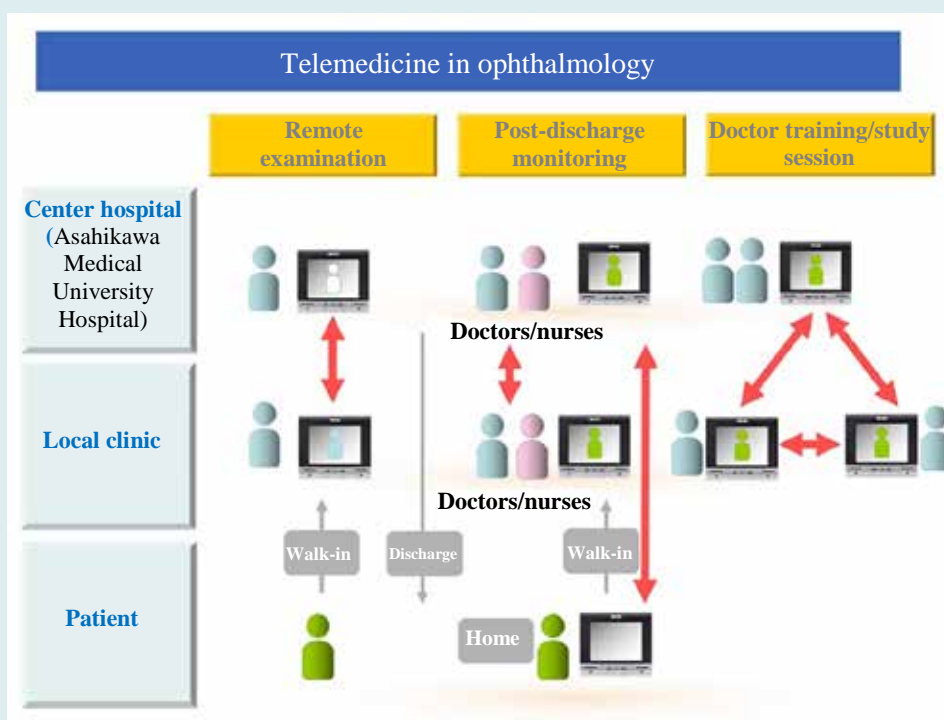 Telemedicine in ophthalmology
Remote
examination
Post-discharge
monitoring
Doctor training/study
session
Center hospital
(Asahikawa
Medical
University
Hospital)
Doctors/nurses
Local clinic
Doctors/nurses
Walk-in
Discharge
Walk-in
Patient
Home